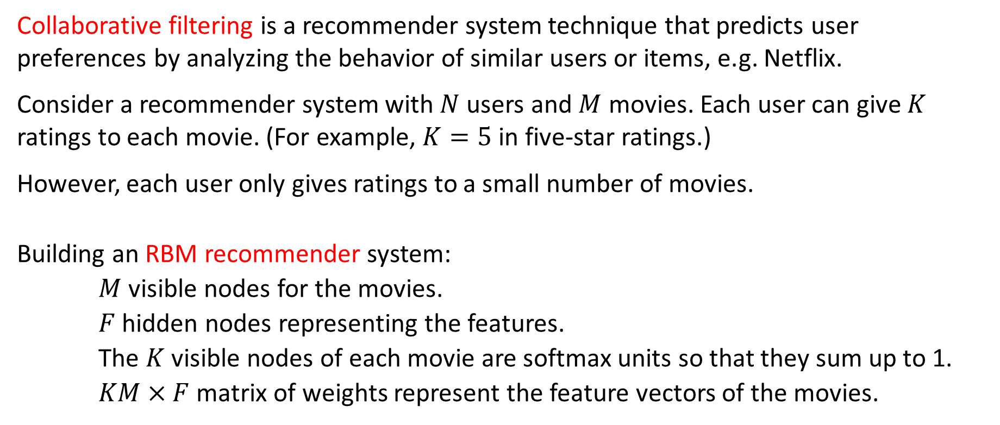 Collaborative filtering is a recommender system technique that predicts user
preferences by analyzing the behavior of similar users or items, e.g. Netflix.
Consider a recommender system with N users and M movies. Each user can give K
ratings to each movie. (For example, K = 5 in five-star ratings.)
However, each user only gives ratings to a small number of movies.
Building an RBM recommender system:
M visible nodes for the movies.
F hidden nodes representing the features.
The K visible nodes of each movie are softmax units so that they sum up to 1.
KM × F matrix of weights represent the feature vectors of the movies.